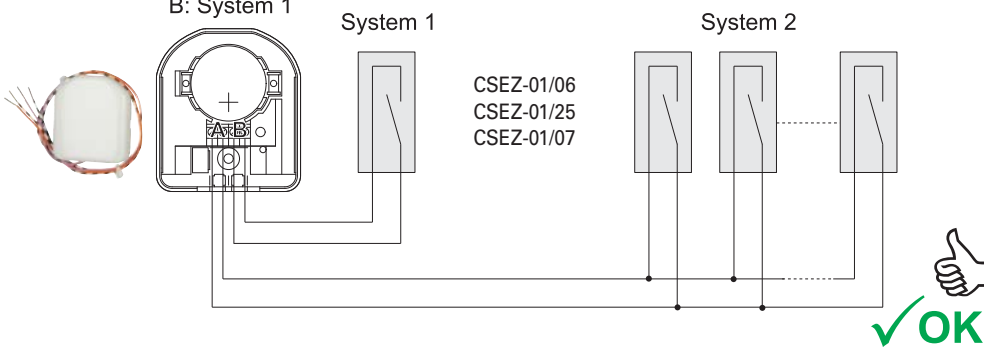 B: System 1
System 1
System 2
CSEZ-01/06
CSEZ-01/25
CSEZ-01/07
A B
OK